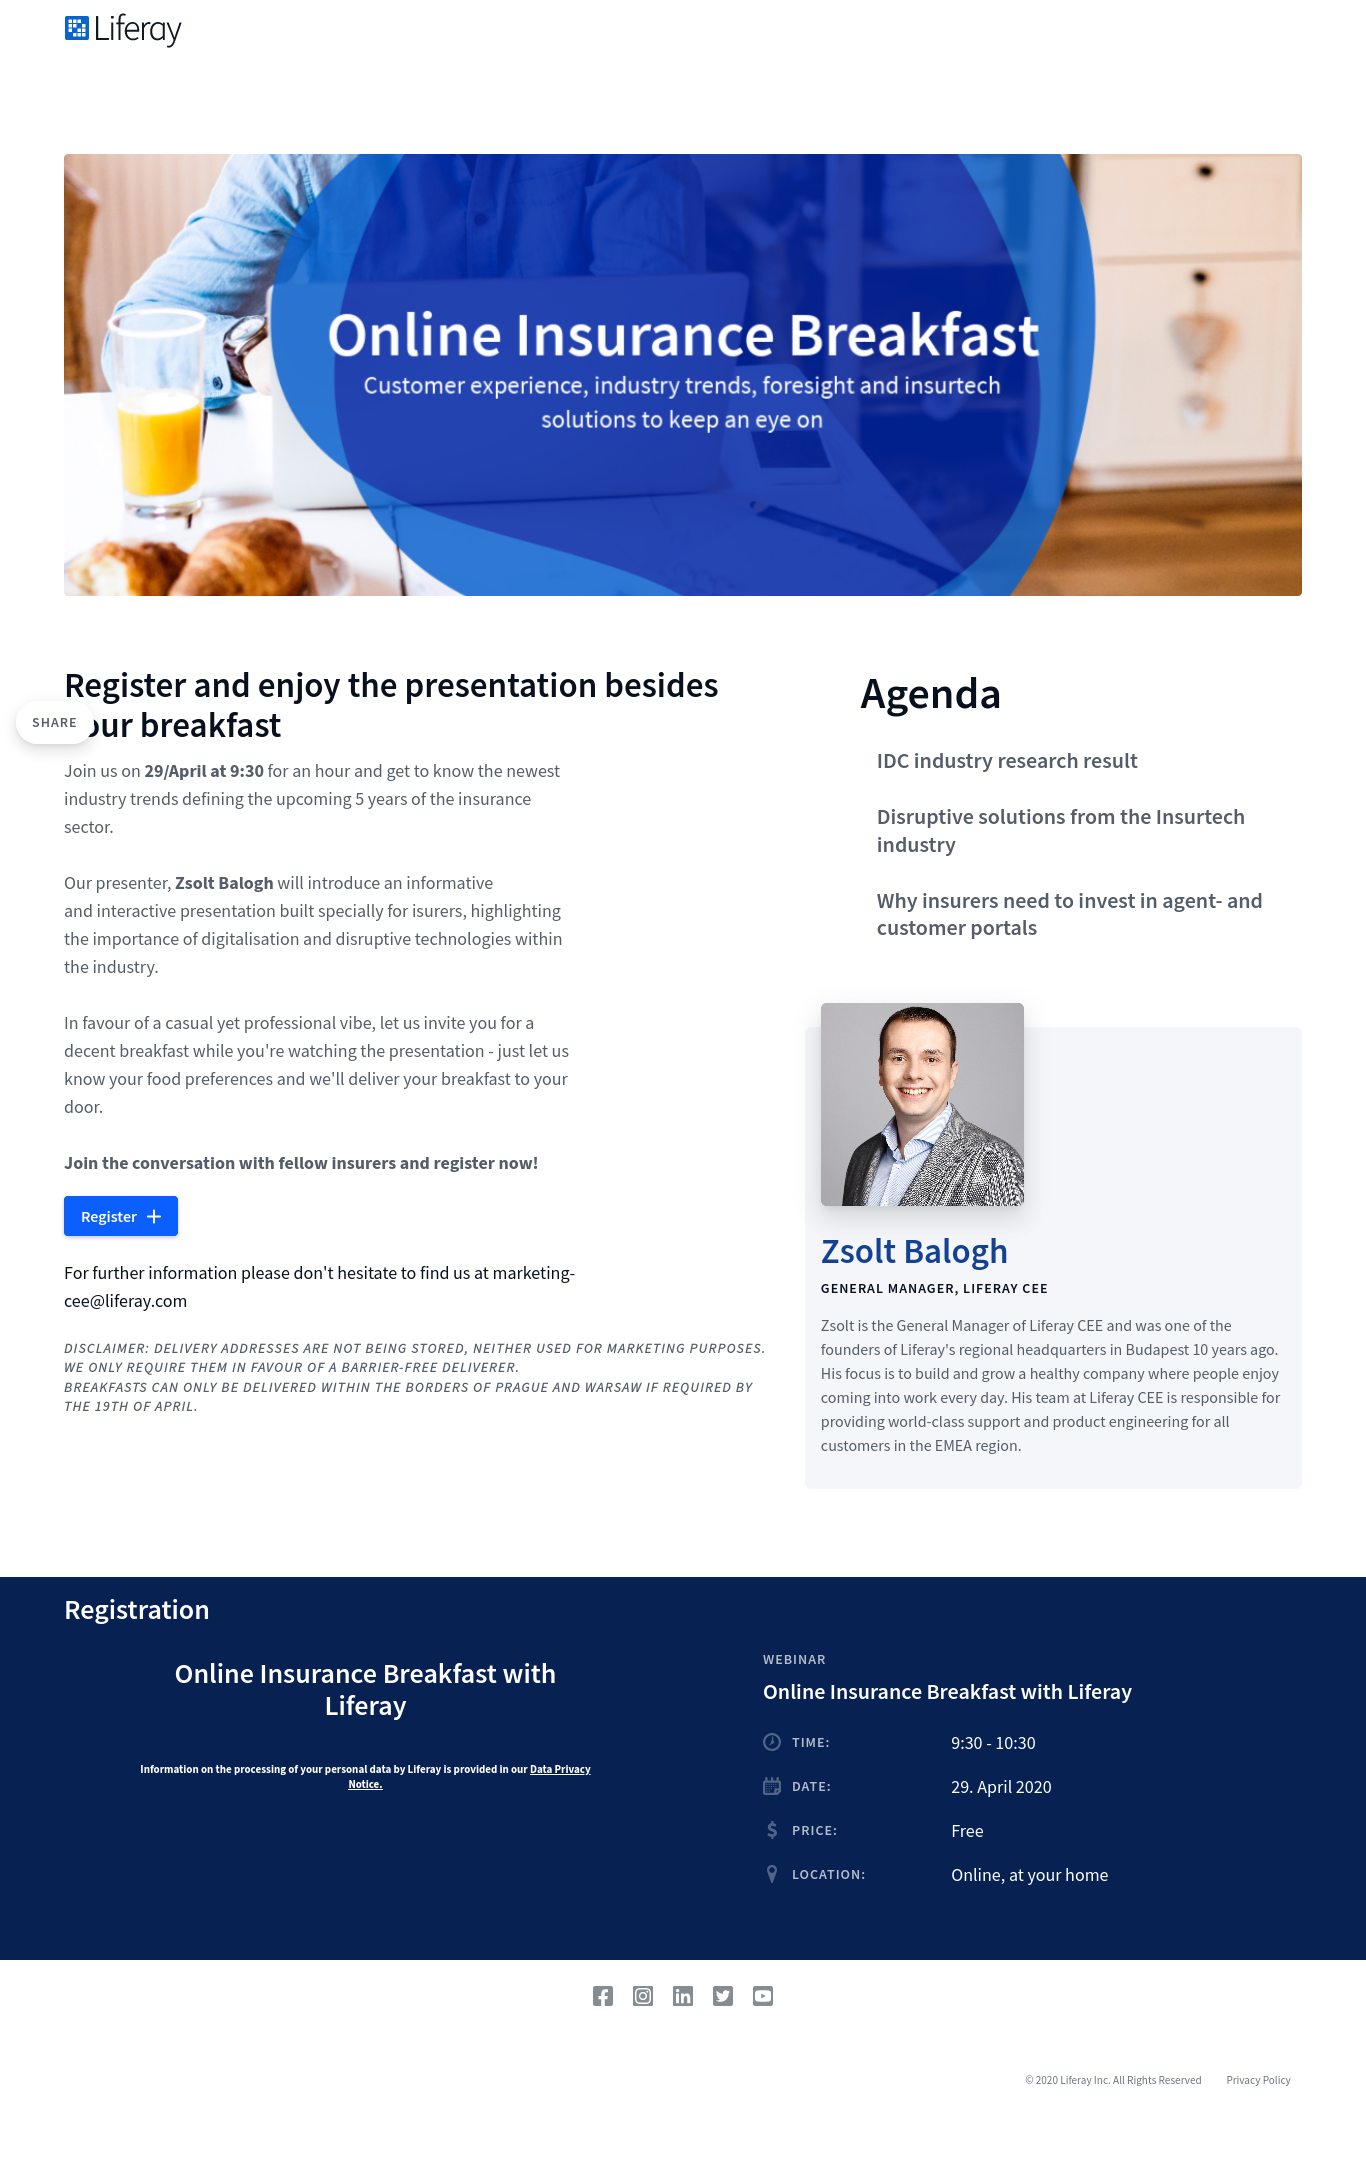 Liferay
Online Insurance Breakfast
Customer experience, industry trends, foresight and insurtech
solutions to keep an eye on
Register and enjoy the presentation besides
our breakfast
SHARE
Join us on 29/April at 9:30 for an hour and get to know the newest
industry trends defining the upcoming 5 years of the insurance
sector.
Our presenter, Zsolt Balogh will introduce an informative
and interactive presentation built specially for isurers, highlighting
the importance of digitalisation and disruptive technologies within
the industry.
In favour of a casual yet professional vibe, let us invite you for a
decent breakfast while you're watching the presentation - just let us
know your food preferences and we'll deliver your breakfast to your
door.
Join the conversation with fellow insurers and register now!
Register
For further information please don't hesitate to find us at marketing-
cee@liferay.com
DISCLAIMER: DELIVERY ADDRESSES ARE NOT BEING STORED, NEITHER USED FOR MARKETING PURPOSES.
WE ONLY REQUIRE THEM IN FAVOUR OF A BARRIER-FREE DELIVERER.
BREAKFASTS CAN ONLY BE DELIVERED WITHIN THE BORDERS OF PRAGUE AND WARSAW IF REQUIRED BY
THE 19TH OF APRIL.
Agenda
IDC industry research result
Disruptive solutions from the Insurtech
industry
Why insurers need to invest in agent- and
customer portals
Zsolt Balogh
GENERAL MANAGER, LIFERAY CEE
Zsolt is the General Manager of Liferay CEE and was one of the
founders of Liferay's regional headquarters in Budapest 10 years ago.
His focus is to build and grow a healthy company where people enjoy
coming into work every day. His team at Liferay CEE is responsible for
providing world-class support and product engineering for all
customers in the EMEA region.
Registration
Online Insurance Breakfast with
Liferay
Information on the processing of your personal data by Liferay is provided in our Data Privacy
Notice.
WEBINAR
Online Insurance Breakfast with Liferay
TIME: 9:30 - 10:30
DATE: 29. April 2020
PRICE: Free
LOCATION: Online, at your home
© 2020 Liferay Inc. All Rights Reserved Privacy Policy